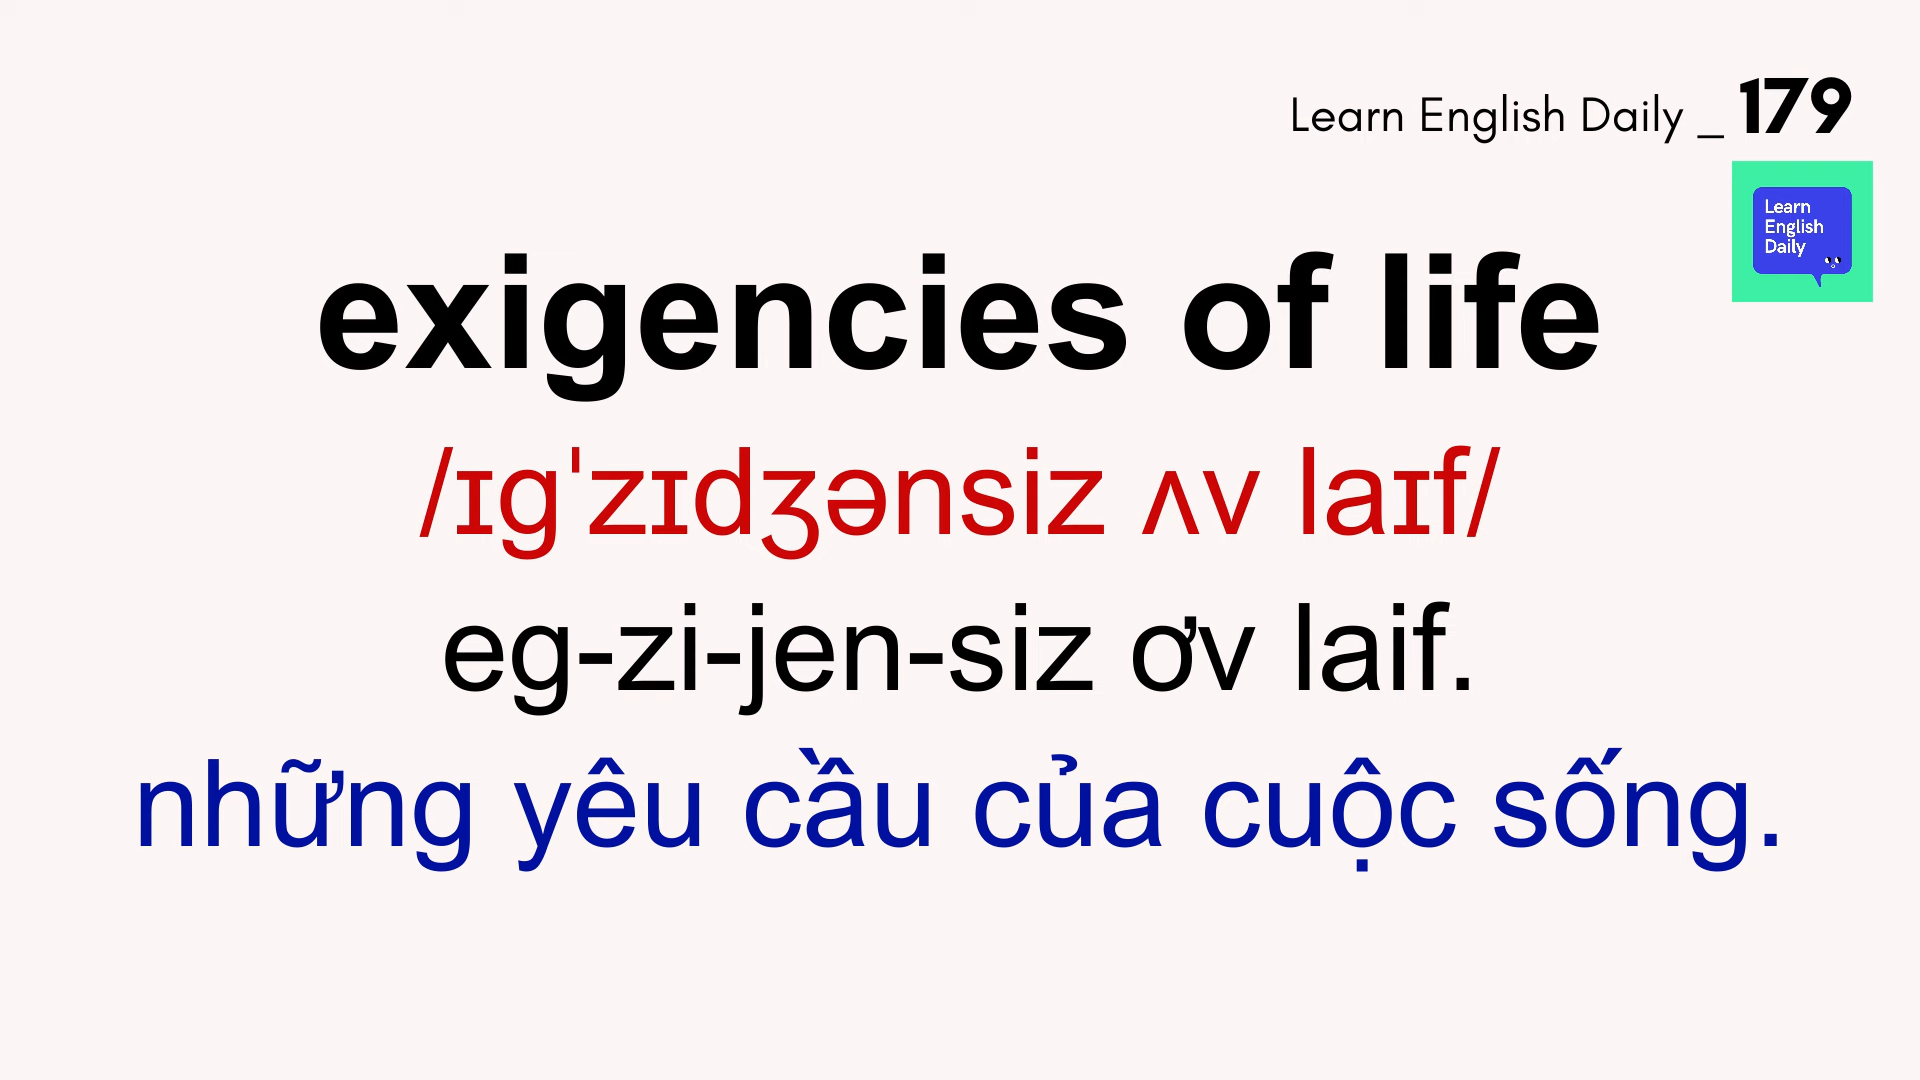 Learn English Daily _ 179
Learn
English
Daily
exigencies of life
/ɪɡˈzɪdʒənsiz ʌv laɪf/
eg-zi-jen-siz ơv laif.
những yêu cầu của cuộc sống.